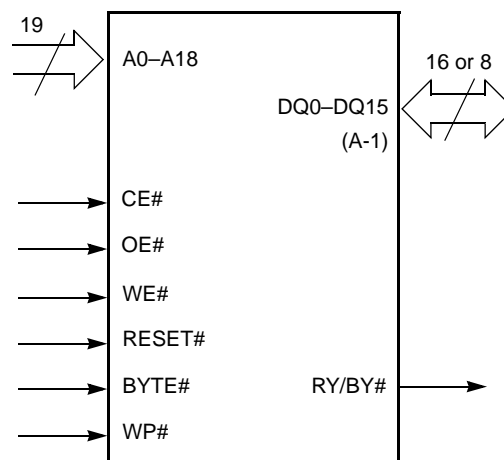 19
A0–A18
16 or 8
DQ0–DQ15
(A-1)
CE#
OE#
WE#
RESET#
BYTE#
RY/BY#
WP#